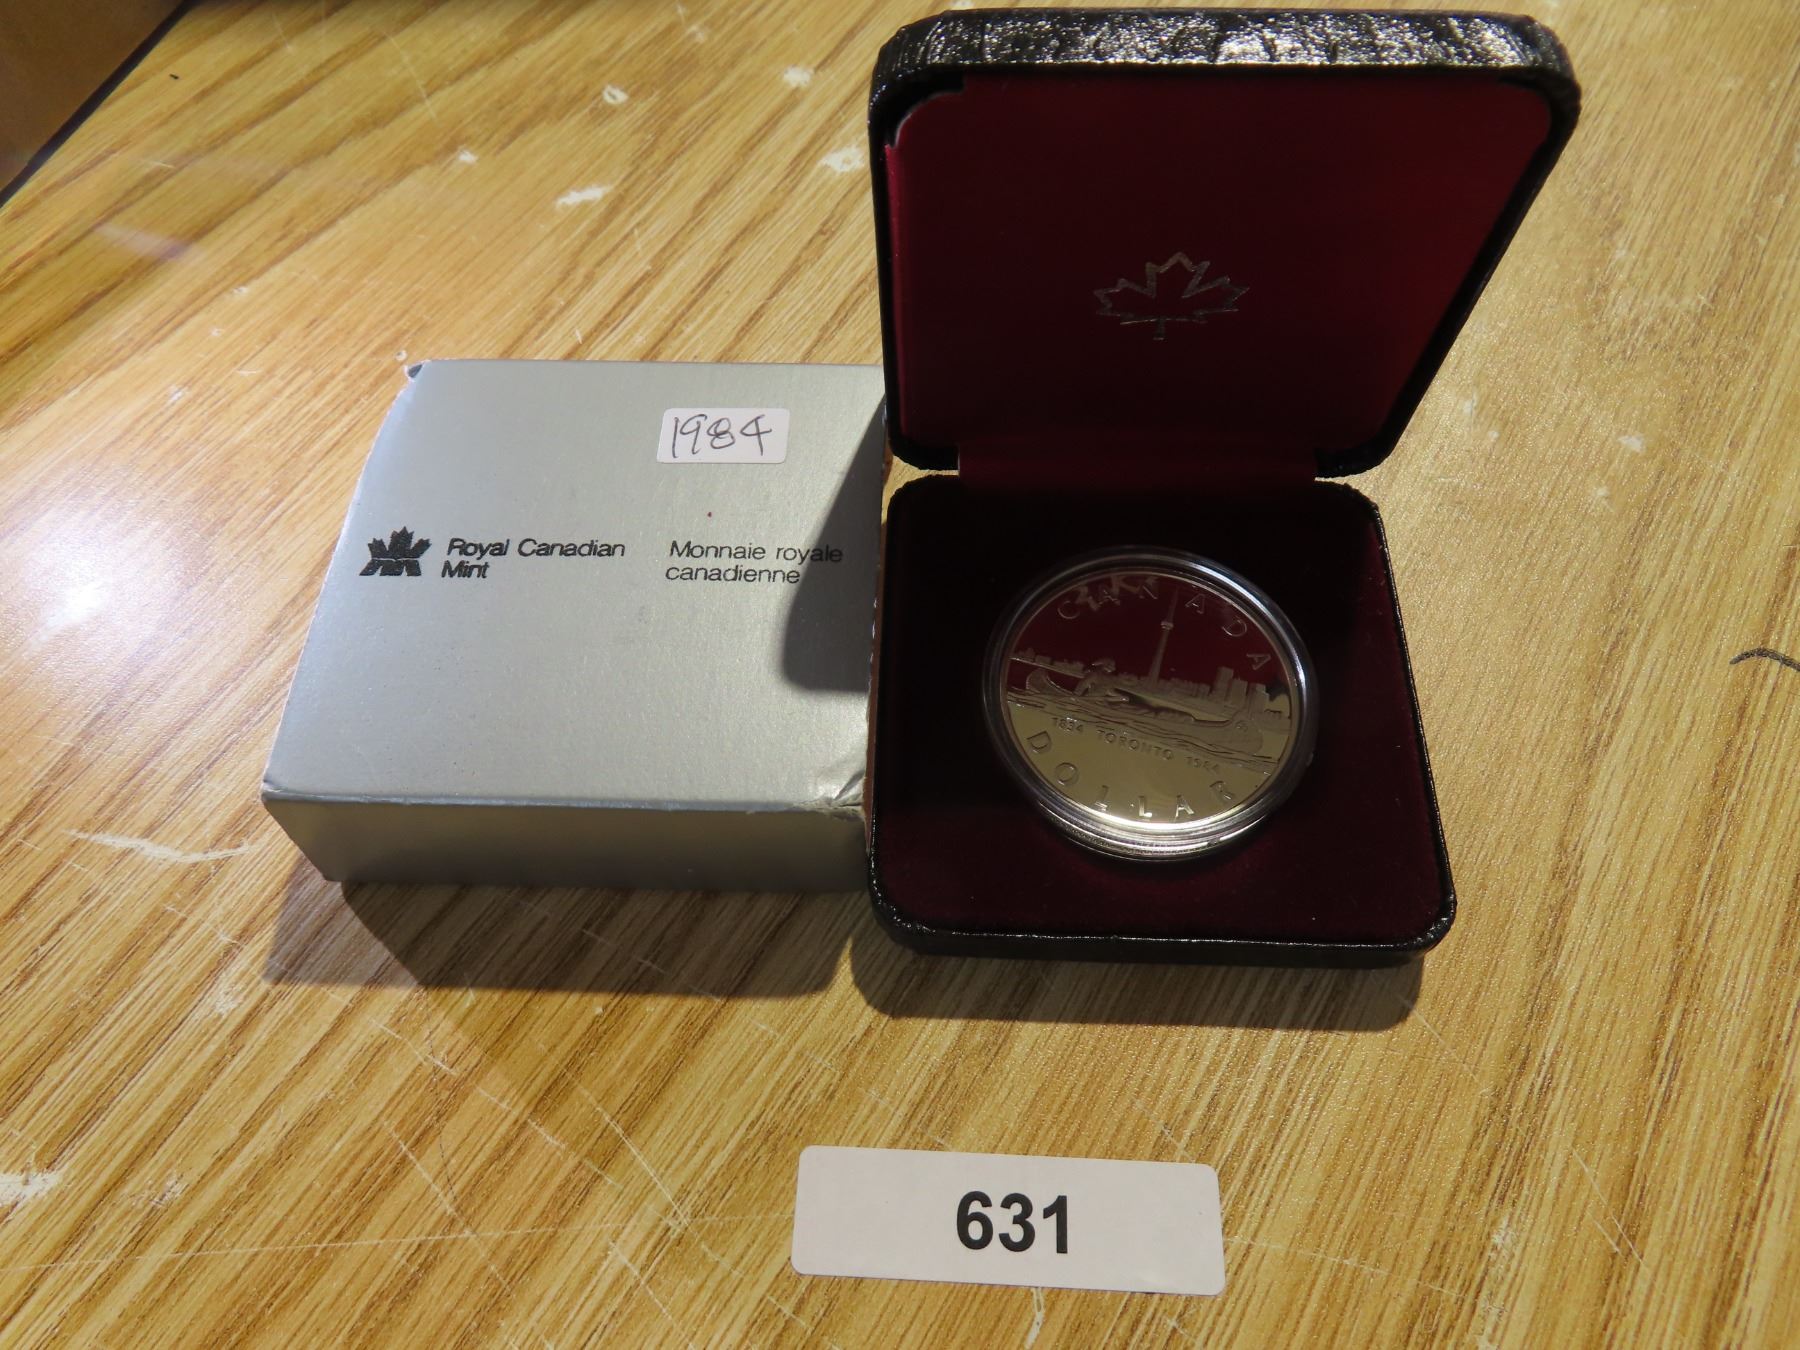 1984
Royal Canadian
Mint
Monnaie royale
canadienne
CANADA
1834 TORONTO 1984
DOLLAR
631